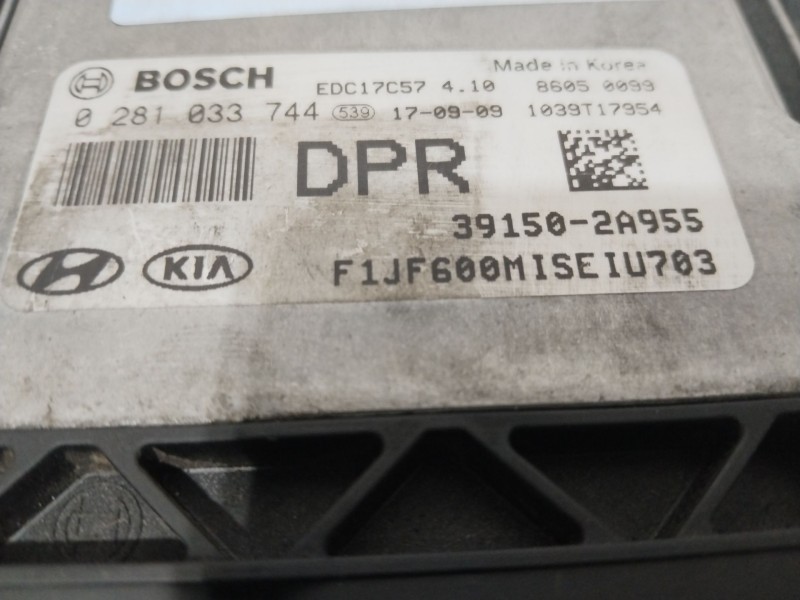 BOSCH EDC17C57 4.10 Made in Korea 8605 0099
0 281 033 744 539 17-09-09 1039T17954
DPR
39150-2A955
KIA F1JF600MISEIU703